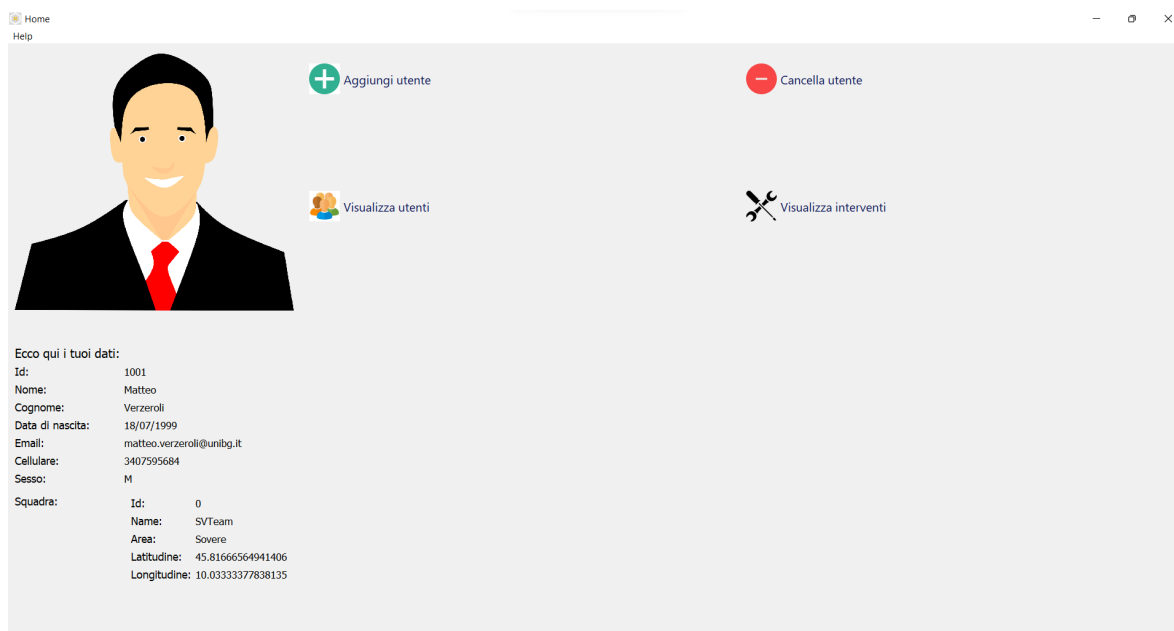 Home
Help
Aggiungi utente
Cancella utente
Visualizza utenti
Visualizza interventi
Ecco qui i tuoi dati:
Id: 1001
Nome: Matteo
Cognome: Verzeroli
Data di nascita: 18/07/1999
Email: matteo.verzeroli@unibg.it
Cellulare: 3407595684
Sesso: M
Squadra: Id: 0
Name: SVTeam
Area: Sovere
Latitudine: 45.81666564941406
Longitudine: 10.03333377838135